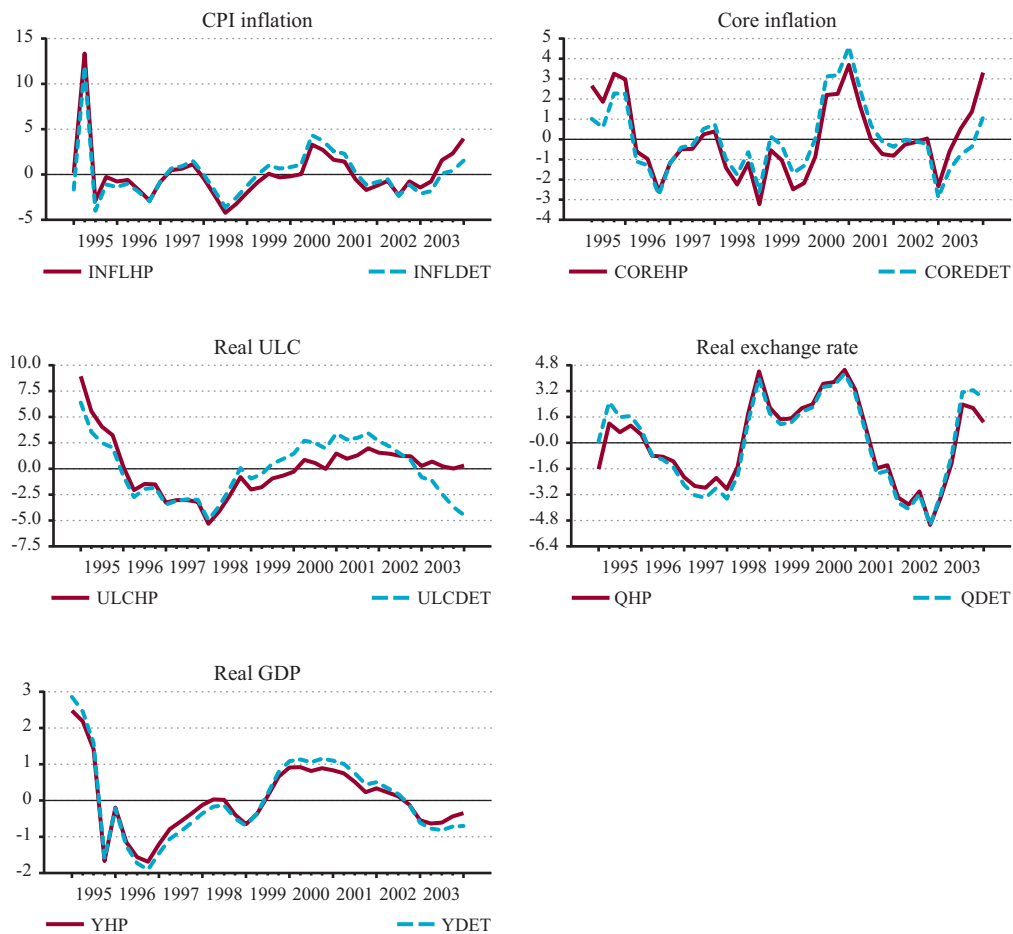 CPI inflation
15
10
5
0
-5
1995 1996 1997 1998 1999 2000 2001 2002 2003
INFLHP INFLDET
Core inflation
5
4
3
2
1
0
-1
-2
-3
-4
1995 1996 1997 1998 1999 2000 2001 2002 2003
COREHP COREDET
Real ULC
10.0
7.5
5.0
2.5
0.0
-2.5
-5.0
-7.5
1995 1996 1997 1998 1999 2000 2001 2002 2003
ULCHP ULCDET
Real exchange rate
4.8
3.2
1.6
-0.0
-1.6
-3.2
-4.8
-6.4
1995 1996 1997 1998 1999 2000 2001 2002 2003
QHP QDET
Real GDP
3
2
1
0
-1
-2
1995 1996 1997 1998 1999 2000 2001 2002 2003
YHP YDET